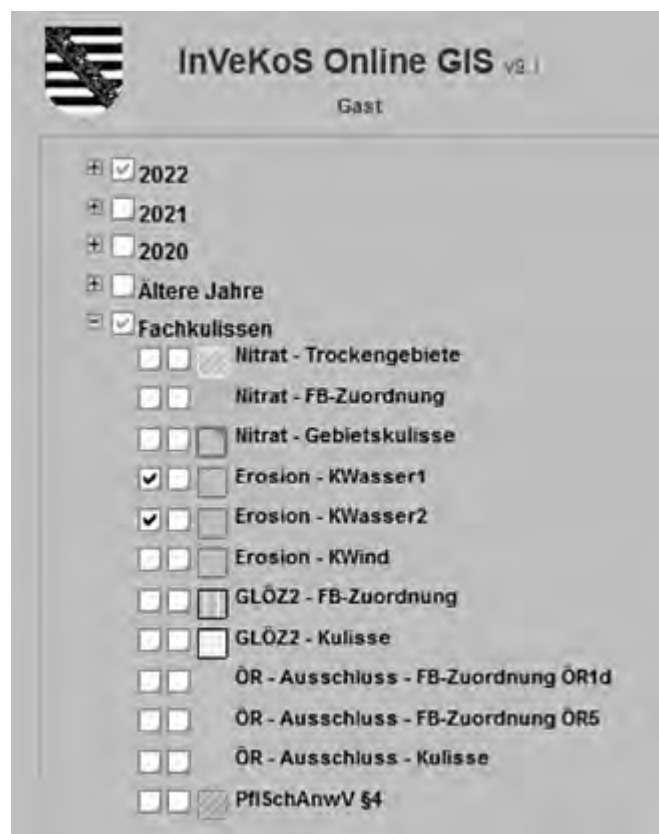 InVeKoS Online GIS v9.1
Gast
2022
2021
2020
Ältere Jahre
Fachkulissen
Nitrat - Trockengebiete
Nitrat - FB-Zuordnung
Nitrat - Gebietskulisse
Erosion - KWasser1
Erosion - KWasser2
Erosion - KWind
GLÖZ2 - FB-Zuordnung
GLÖZ2 - Kulisse
ÖR - Ausschluss - FB-Zuordnung ÖR1d
ÖR - Ausschluss - FB-Zuordnung ÖR5
ÖR - Ausschluss - Kulisse
PflSchAnwV §4